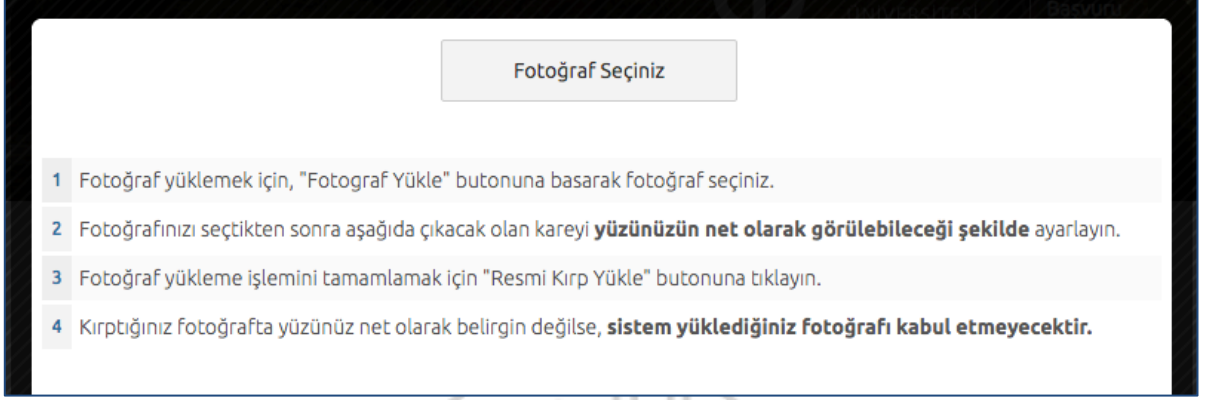 Başvuru
Fotoğraf Seçiniz
1 Fotoğraf yüklemek için, "Fotograf Yükle" butonuna basarak fotoğraf seçiniz.
2 Fotoğrafınızı seçtikten sonra aşağıda çıkacak olan kareyi yüzünüzün net olarak görülebileceği şekilde ayarlayın.
3 Fotoğraf yükleme işlemini tamamlamak için "Resmi Kırp Yükle" butonuna tıklayın.
4 Kırptığınız fotoğrafta yüzünüz net olarak belirgin değilse, sistem yüklediğiniz fotoğrafı kabul etmeyecektir.